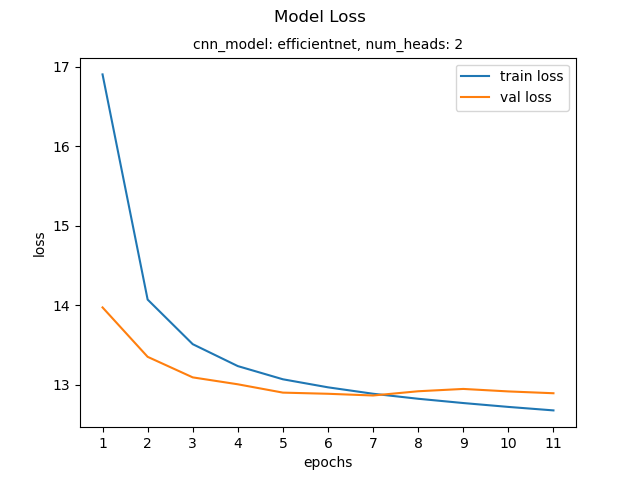 Model Loss
cnn_model: efficientnet, num_heads: 2
17
16
15
14
13
loss
train loss
val loss
1 2 3 4 5 6 7 8 9 10 11
epochs